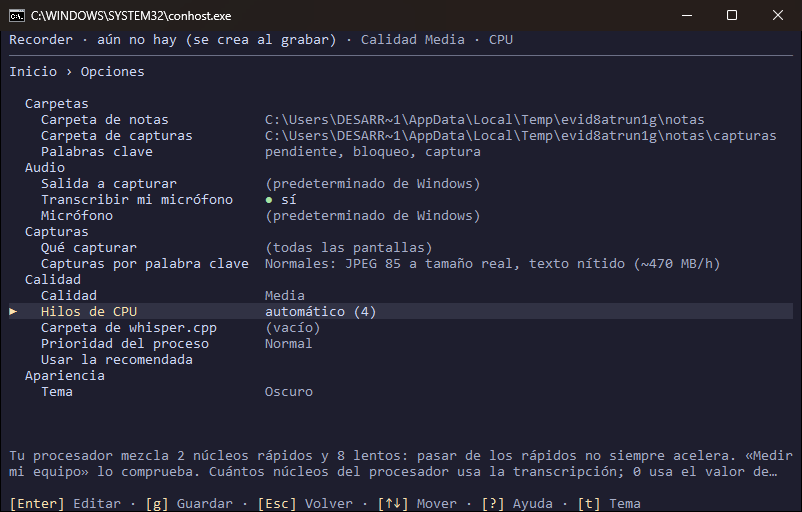 C:\WINDOWS\SYSTEM32\conhost.exe
Recorder · aún no hay (se crea al grabar) · Calidad Media · CPU
Inicio › Opciones
Carpetas
Carpeta de notas C:\Users\DESARR~1\AppData\Local\Temp\evid8atrun1g\notas
Carpeta de capturas C:\Users\DESARR~1\AppData\Local\Temp\evid8atrun1g\notas\capturas
Palabras clave pendiente, bloqueo, captura
Audio
Salida a capturar (predeterminado de Windows)
Transcribir mi micrófono ● sí
Micrófono (predeterminado de Windows)
Capturas
Qué capturar (todas las pantallas)
Capturas por palabra clave Normales: JPEG 85 a tamaño real, texto nítido (~470 MB/h)
Calidad
Calidad Media
► Hilos de CPU automático (4)
Carpeta de whisper.cpp (vacío)
Prioridad del proceso Normal
Usar la recomendada
Apariencia
Tema Oscuro
Tu procesador mezcla 2 núcleos rápidos y 8 lentos: pasar de los rápidos no siempre acelera. «Medir
mi equipo» lo comprueba. Cuántos núcleos del procesador usa la transcripción; 0 usa el valor de…
[Enter] Editar · [g] Guardar · [Esc] Volver · [↑↓] Mover · [?] Ayuda · [t] Tema